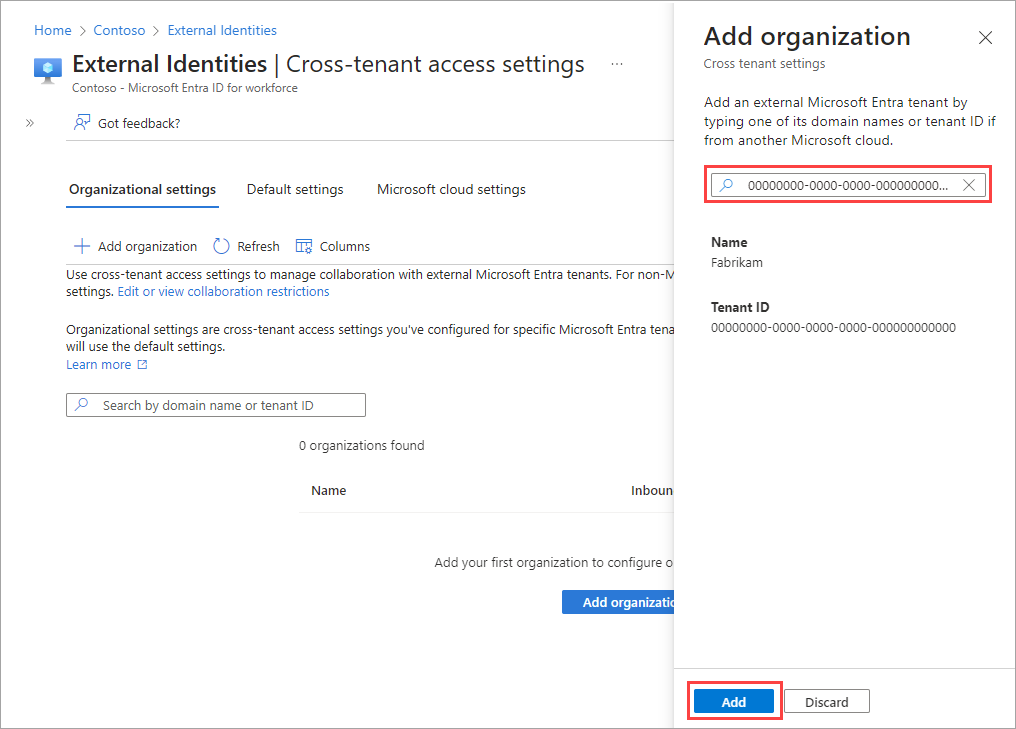 Home > Contoso > External Identities
External Identities | Cross-tenant access settings ...
Contoso - Microsoft Entra ID for workforce
» Got feedback?
Organizational settings Default settings Microsoft cloud settings
+ Add organization Refresh Columns
Use cross-tenant access settings to manage collaboration with external Microsoft Entra tenants. For non-M
settings. Edit or view collaboration restrictions
Organizational settings are cross-tenant access settings you've configured for specific Microsoft Entra tena
will use the default settings.
Learn more
Search by domain name or tenant ID
0 organizations found
Name Inboun
Add your first organization to configure o
Add organizatio
Add organization
Cross tenant settings
Add an external Microsoft Entra tenant by
typing one of its domain names or tenant ID if
from another Microsoft cloud.
00000000-0000-0000-000000000...
Name
Fabrikam
Tenant ID
00000000-0000-0000-0000-000000000000
Add Discard